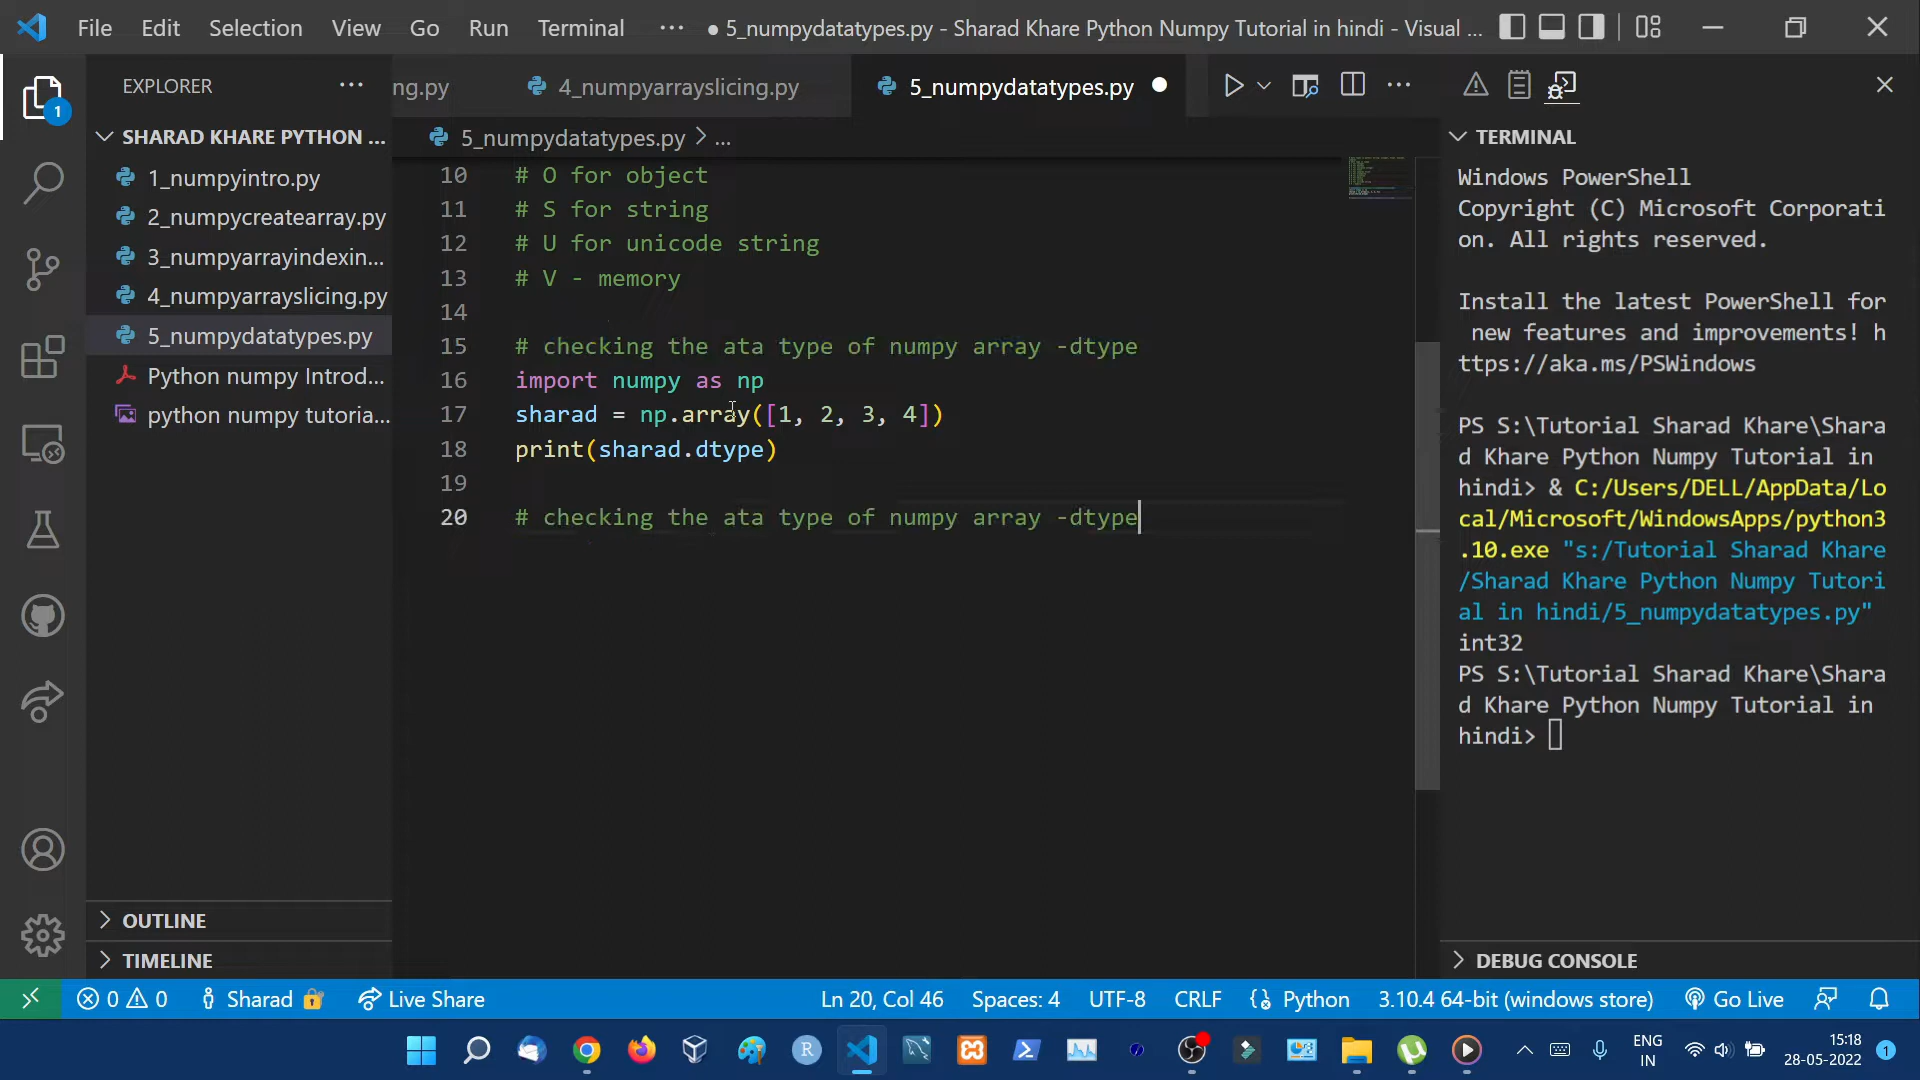 File Edit Selection View Go Run Terminal ··· ● 5_numpydatatypes.py - Sharad Khare Python Numpy Tutorial in hindi - Visual ...
EXPLORER ···
ng.py 4_numpyarrayslicing.py 5_numpydatatypes.py
SHARAD KHARE PYTHON ...
1_numpyintro.py
2_numpycreatearray.py
3_numpyarrayindexin...
4_numpyarrayslicing.py
5_numpydatatypes.py
Python numpy Introd...
python numpy tutoria...
OUTLINE
TIMELINE
1
5_numpydatatypes.py > ...
10 # O for object
11 # S for string
12 # U for unicode string
13 # V - memory
14
15 # checking the ata type of numpy array -dtype
16 import numpy as np
17 sharad = np.array([1, 2, 3, 4])
18 print(sharad.dtype)
19
20 # checking the ata type of numpy array -dtype
TERMINAL
Windows PowerShell
Copyright (C) Microsoft Corporati
on. All rights reserved.
Install the latest PowerShell for
new features and improvements! h
ttps://aka.ms/PSWindows
PS S:\Tutorial Sharad Khare\Shara
d Khare Python Numpy Tutorial in
hindi> & C:/Users/DELL/AppData/Lo
cal/Microsoft/WindowsApps/python3
.10.exe "s:/Tutorial Sharad Khare
/Sharad Khare Python Numpy Tutori
al in hindi/5_numpydatatypes.py"
int32
PS S:\Tutorial Sharad Khare\Shara
d Khare Python Numpy Tutorial in
hindi>
DEBUG CONSOLE
0 0 Sharad Live Share Ln 20, Col 46 Spaces: 4 UTF-8 CRLF Python 3.10.4 64-bit (windows store) Go Live
R ENG
IN
15:18
28-05-2022
1